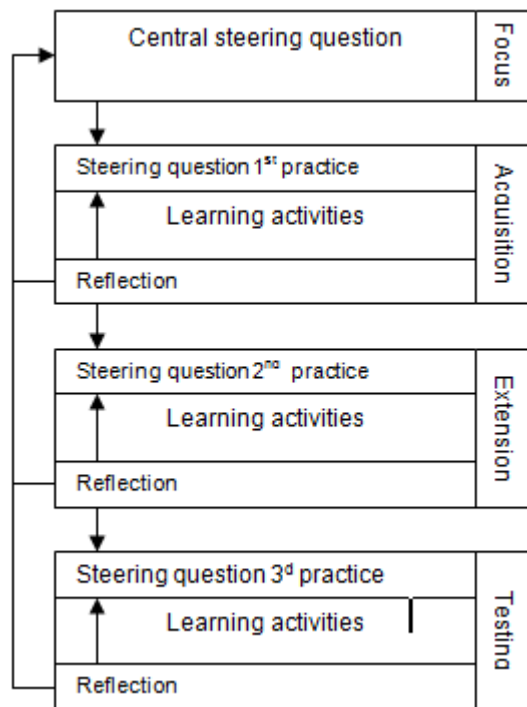 Central steering question
Focus
Steering question 1st practice
Learning activities
Reflection
Acquisition
Steering question 2nd practice
Learning activities
Reflection
Extension
Steering question 3d practice
Learning activities
Reflection
Testing